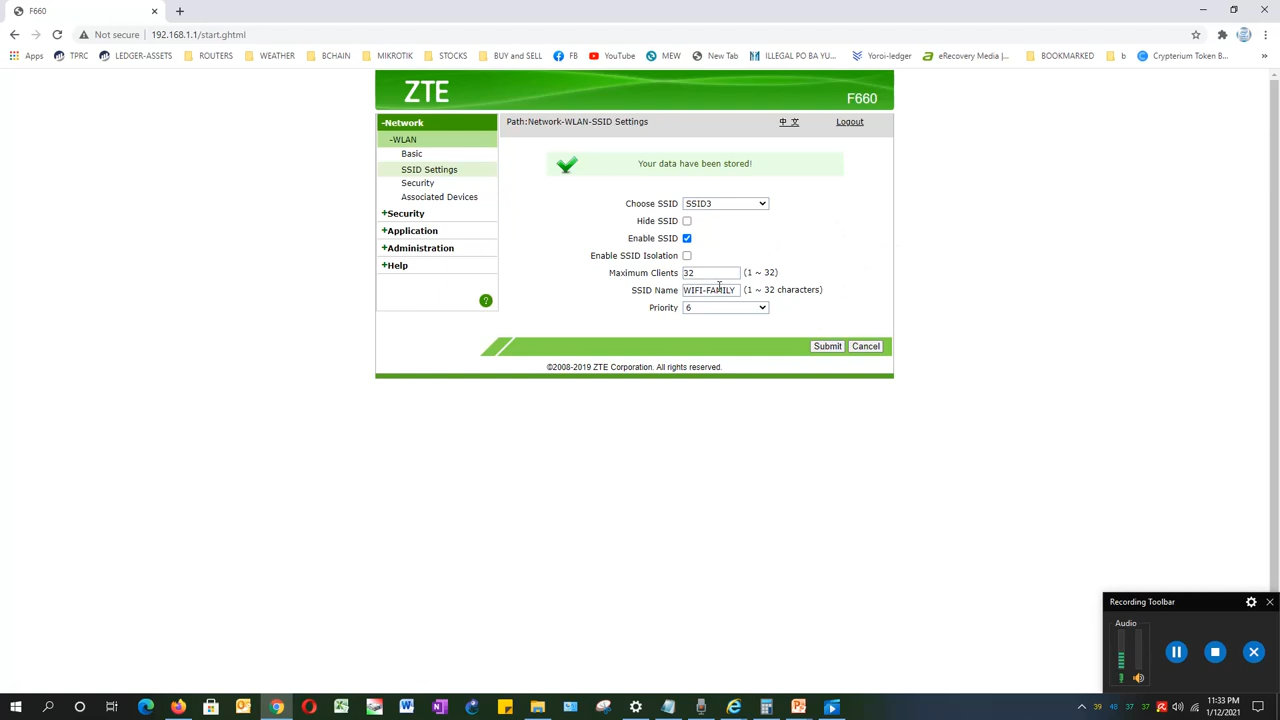 F660
Not secure
192.168.1.1/start.ghtml
Apps
TPRC
LEDGER-ASSETS
ROUTERS
WEATHER
BCHAIN
MIKROTIK
STOCKS
BUY and SELL
FB
YouTube
MEW
New Tab
ILLEGAL PO BA YU...
Yoroi-ledger
eRecovery Media |...
BOOKMARKED
b
Crypterium Token B...
»
ZTE
F660
-Network
-WLAN
Basic
SSID Settings
Security
Associated Devices
+Security
+Application
+Administration
+Help
?
Path:Network-WLAN-SSID Settings
中 文
Logout
Your data have been stored!
Choose SSID SSID3
Hide SSID
Enable SSID
Enable SSID Isolation
Maximum Clients 32 (1 ~ 32)
SSID Name WIFI-FAMILY (1 ~ 32 characters)
Priority 6
Submit Cancel
©2008-2019 ZTE Corporation. All rights reserved.
Recording Toolbar
Audio
39 48 37 37
11:33 PM
1/12/2021